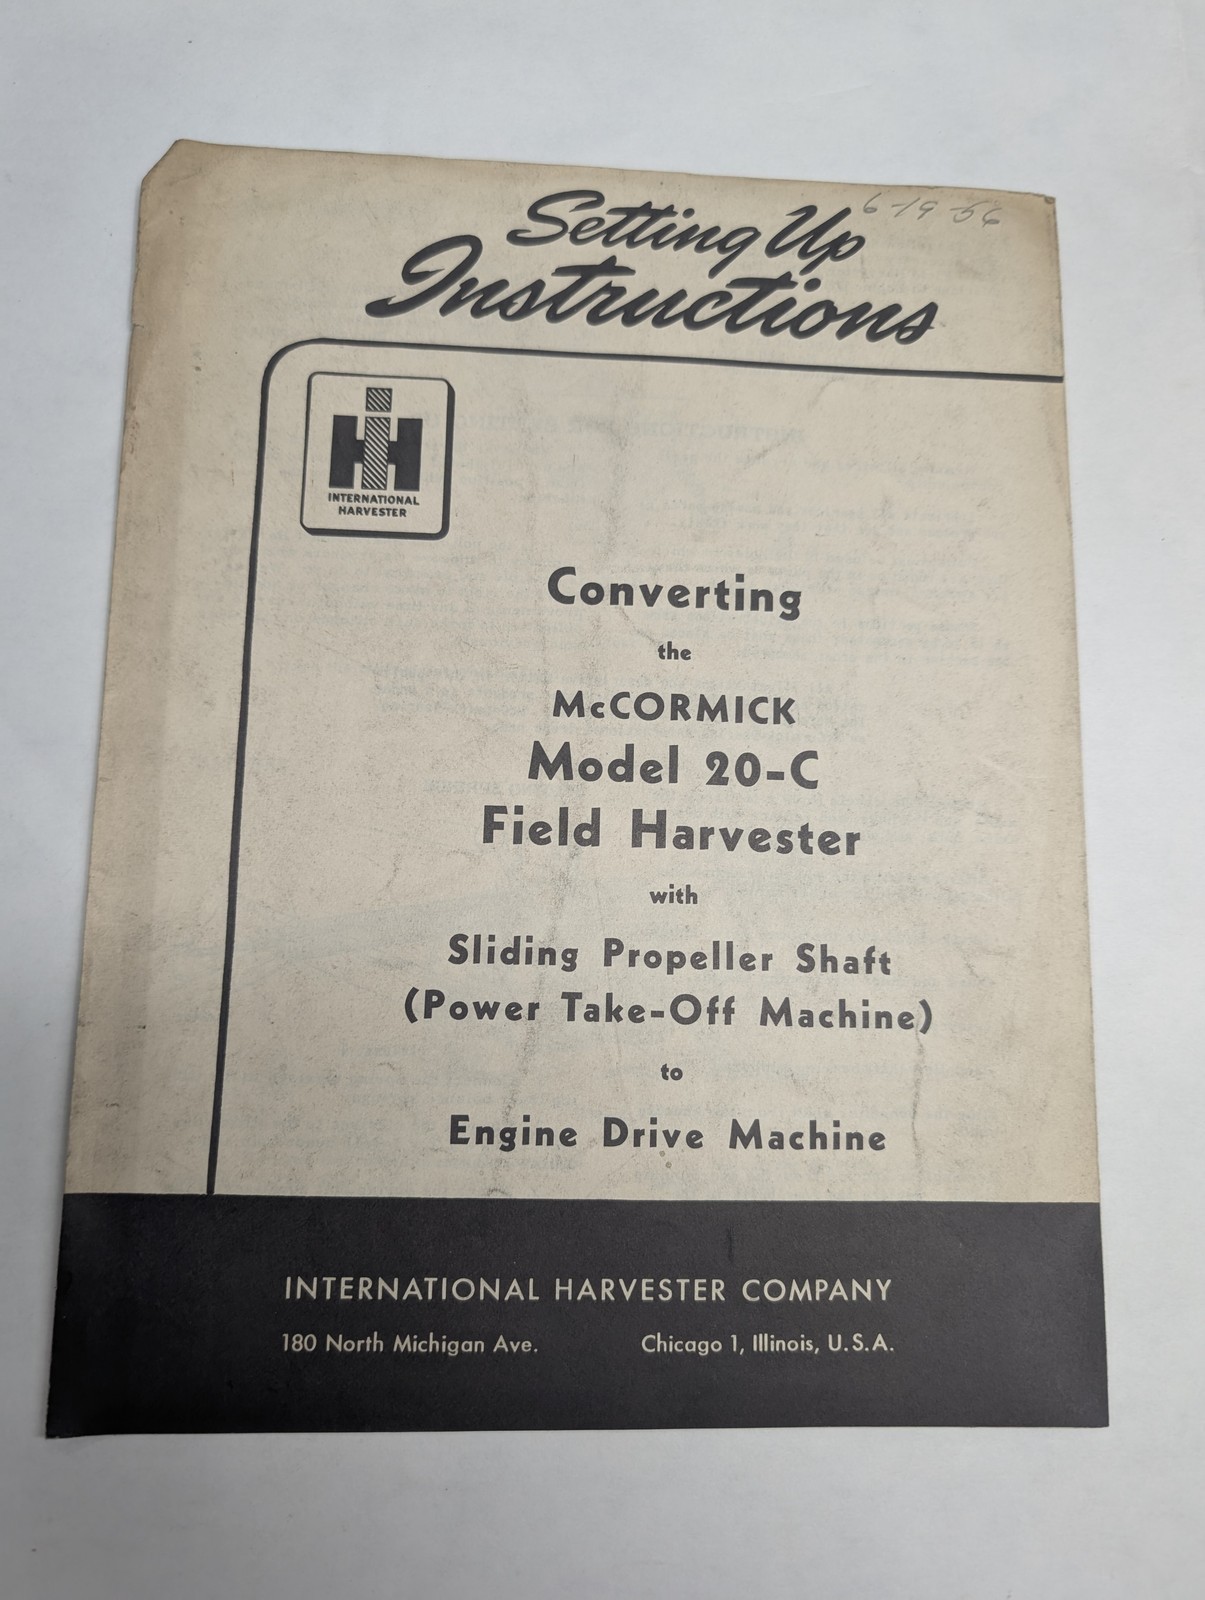 6-19-56
Setting Up
Instructions
IH
INTERNATIONAL
HARVESTER
Converting
the
McCORMICK
Model 20-C
Field Harvester
with
Sliding Propeller Shaft
(Power Take-Off Machine)
to
Engine Drive Machine
INTERNATIONAL HARVESTER COMPANY
180 North Michigan Ave. Chicago 1, Illinois, U.S.A.